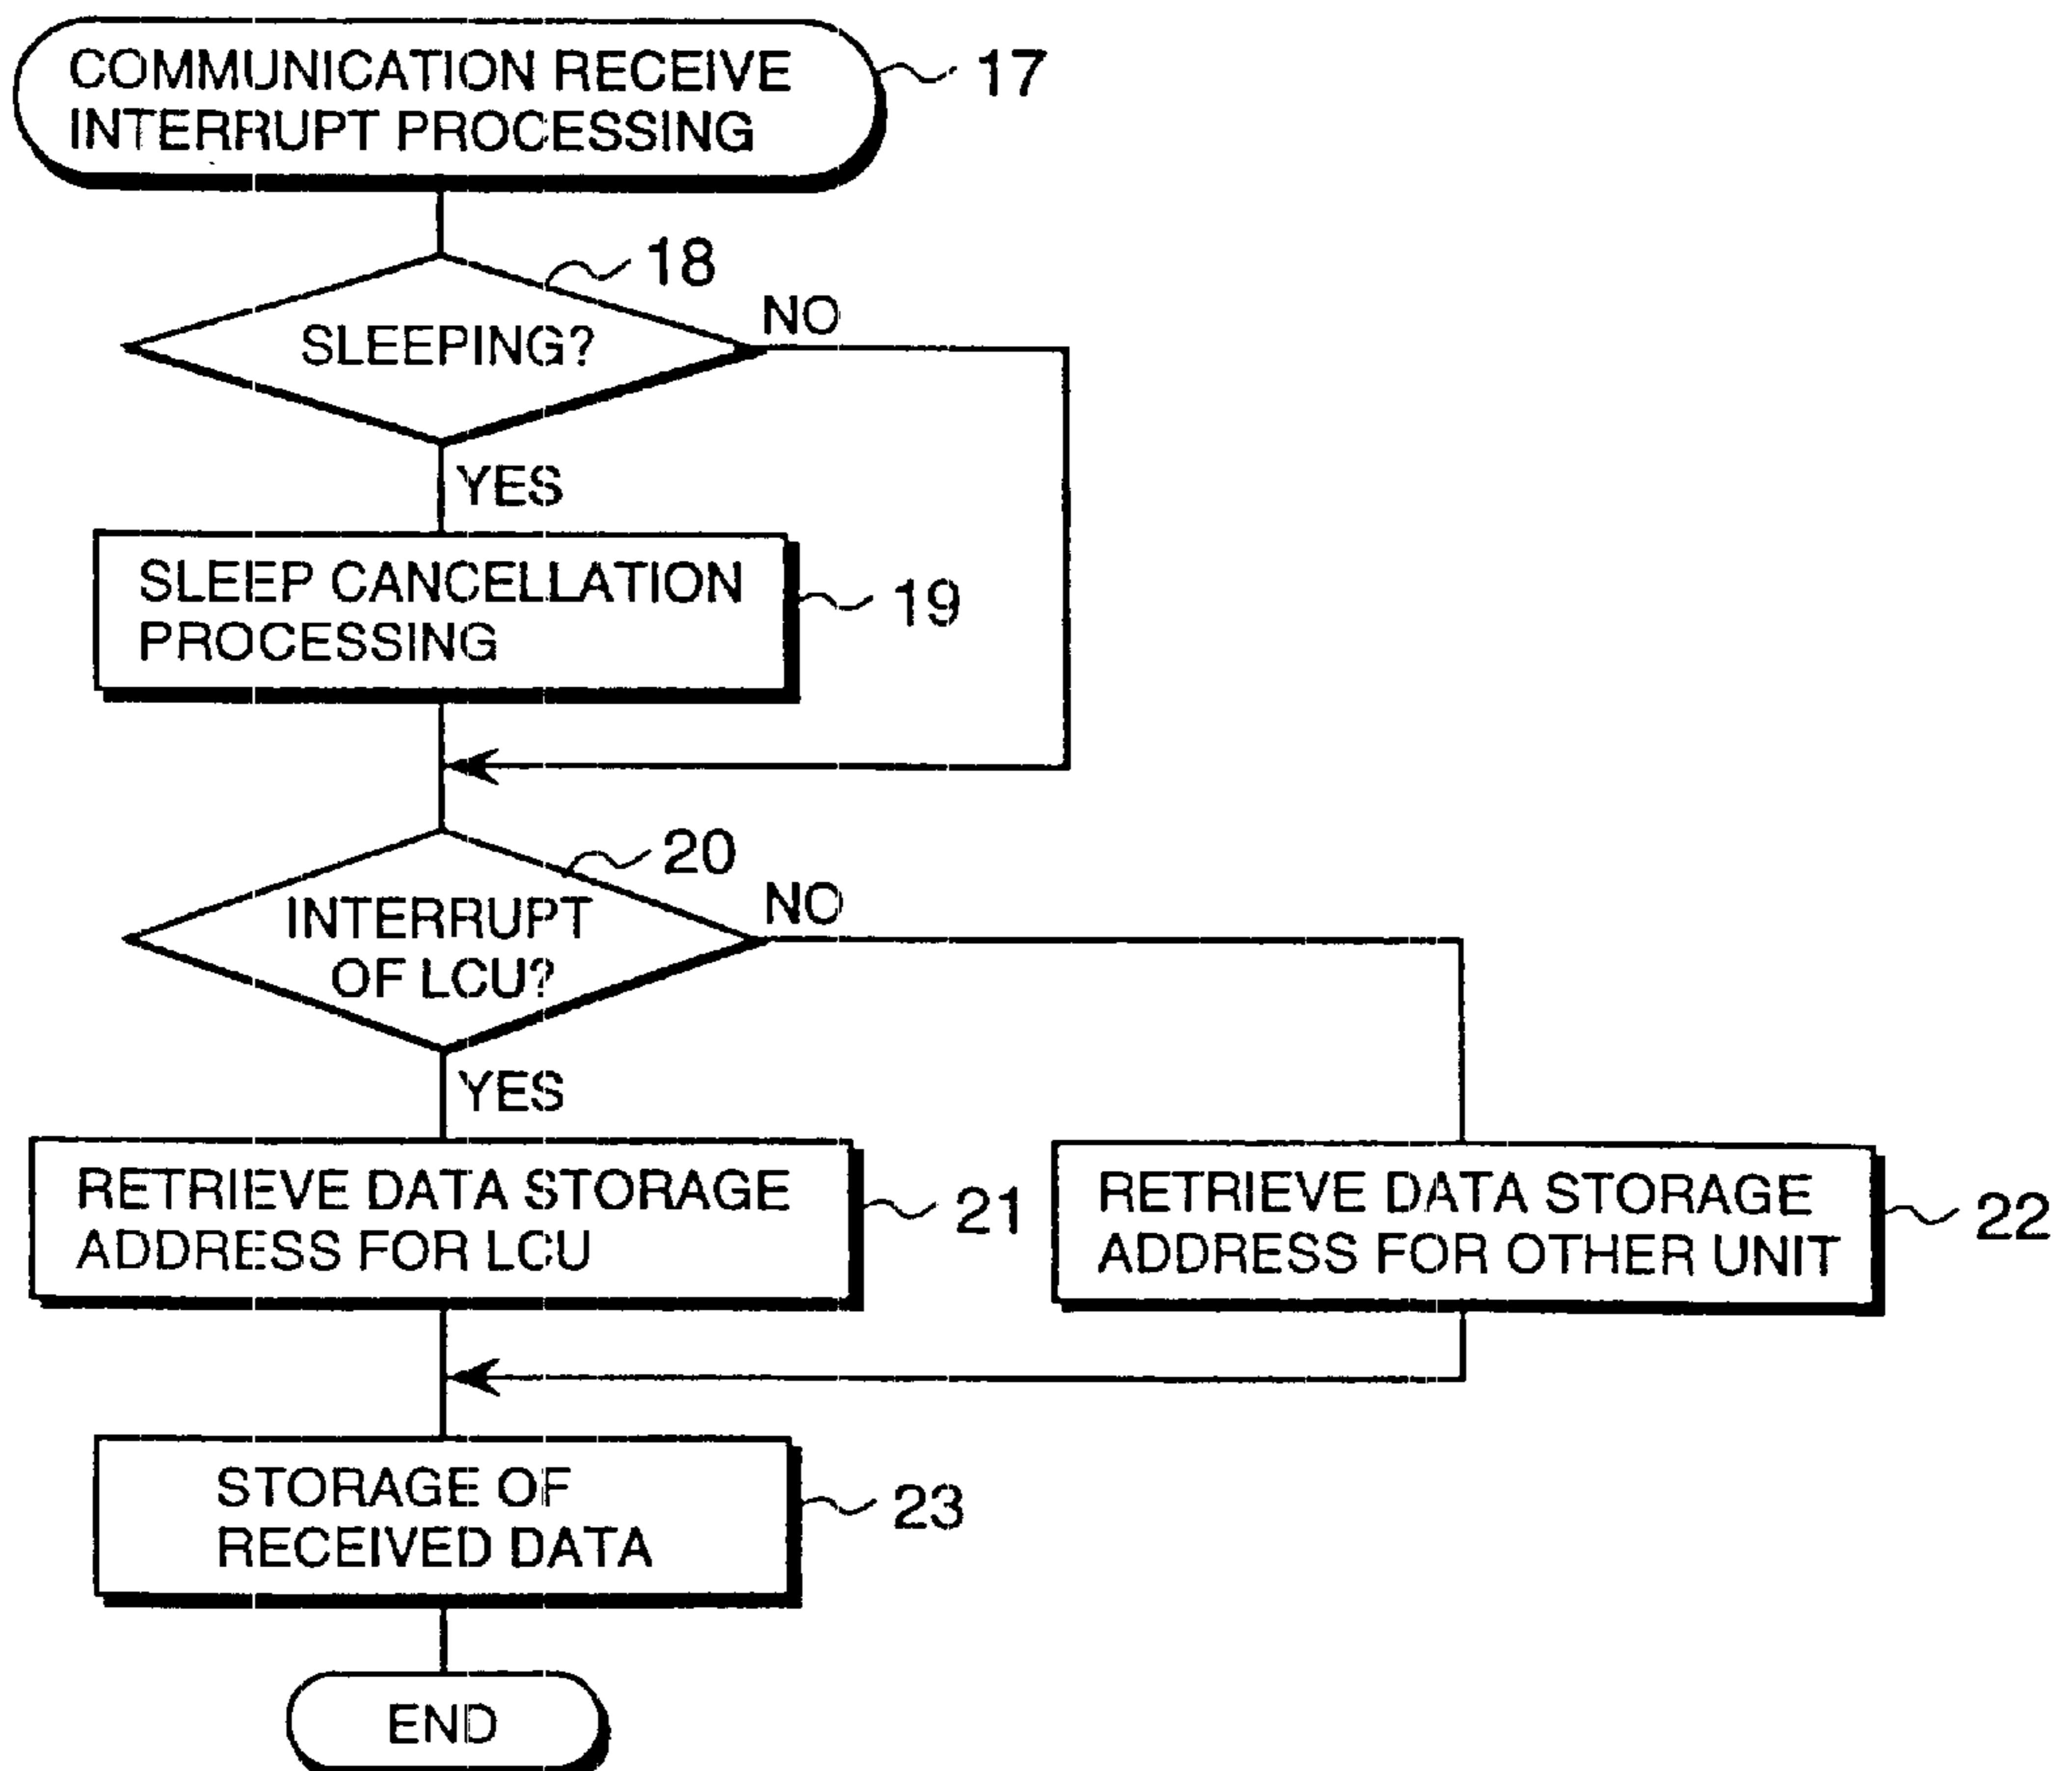 COMMUNICATION RECEIVE
INTERRUPT PROCESSING
17
18
SLEEPING?
NO
YES
SLEEP CANCELLATION
PROCESSING
19
20
INTERRUPT
OF LCU?
NO
YES
RETRIEVE DATA STORAGE
ADDRESS FOR LCU
21
RETRIEVE DATA STORAGE
ADDRESS FOR OTHER UNIT
22
STORAGE OF
RECEIVED DATA
23
END